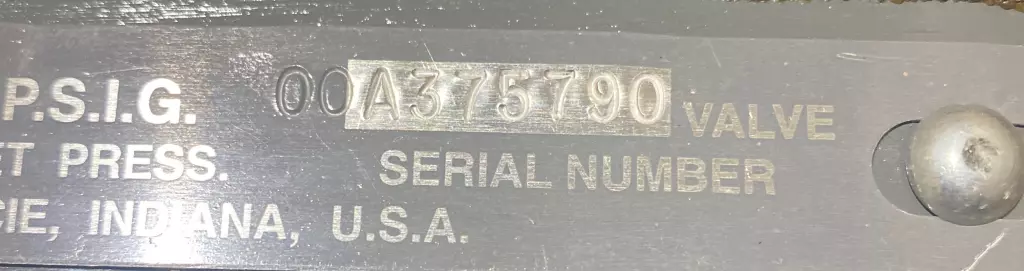 P.S.I.G. 00A375790 VALVE
ET PRESS. SERIAL NUMBER
CIE, INDIANA, U.S.A.